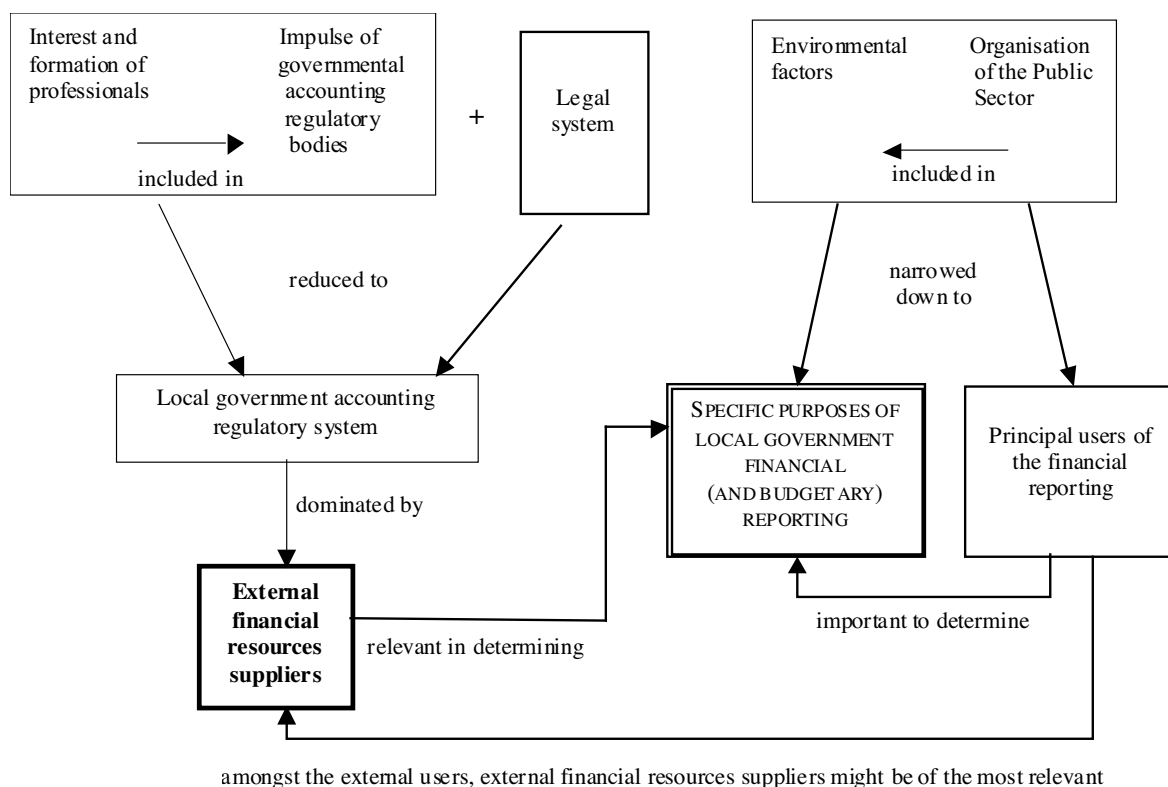 Interest and
formation of
professionals
Impulse of
governmental
accounting
regulatory
bodies
included in
+
Legal
system
Environmental
factors
Organisation
of the Public
Sector
included in
reduced to
narrowed
down to
Local government accounting
regulatory system
SPECIFIC PURPOSES OF
LOCAL GOVERNMENT
FINANCIAL
(AND BUDGETARY)
REPORTING
Principal users of
the financial
reporting
dominated by
External
financial
resources
suppliers
relevant in determining
important to determine
amongst the external users, external financial resources suppliers might be of the most relevant